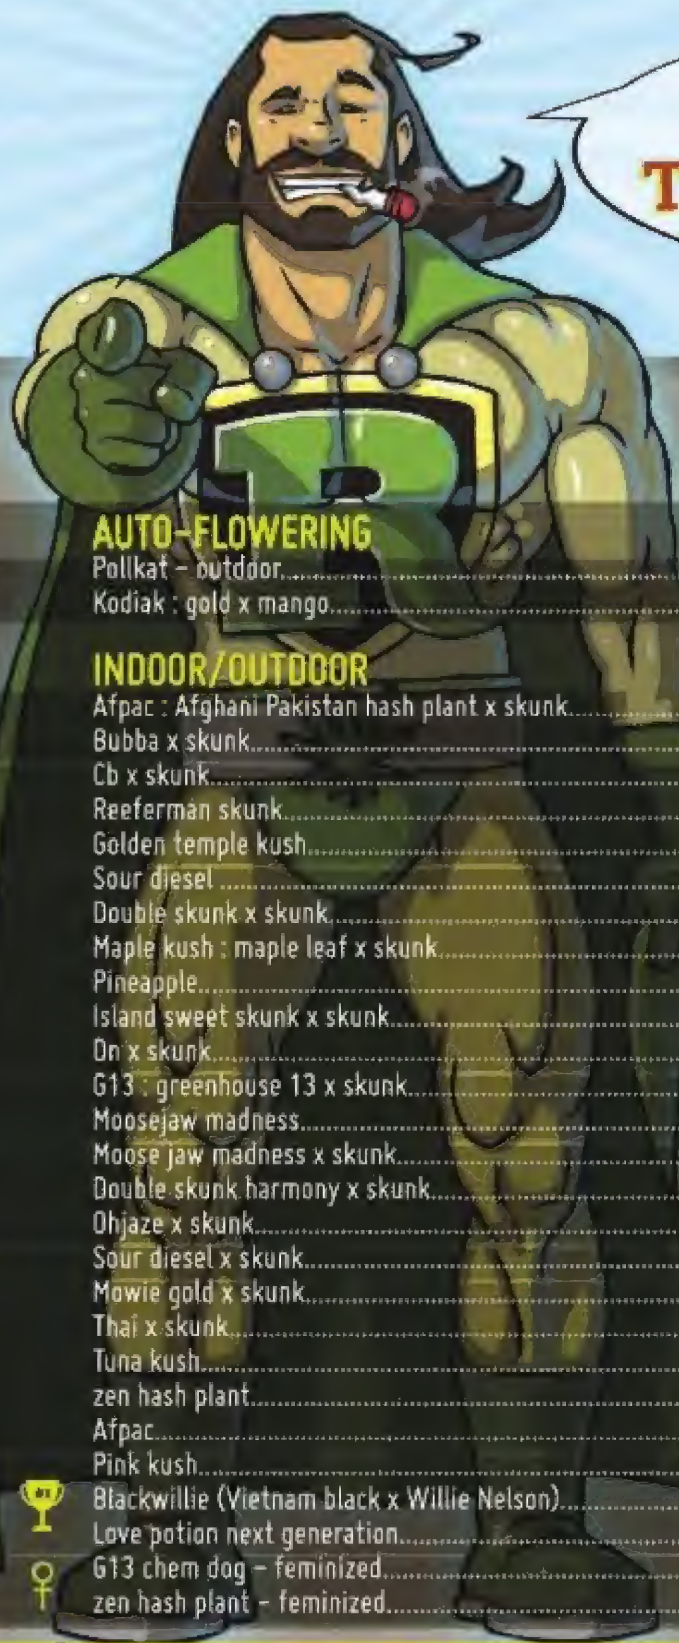 T
B
AUTO-FLOWERING
Pollkat - outdoor
Kodiak : gold x mango
INDOOR/OUTDOOR
Afpac : Afghani Pakistan hash plant x skunk
Bubba x skunk
Cb x skunk
Reeferman skunk
Golden temple kush
Sour diesel
Double skunk x skunk
Maple kush : maple leaf x skunk
Pineapple
Island sweet skunk x skunk
On x skunk
G13 : greenhouse 13 x skunk
Moosejaw madness
Moose jaw madness x skunk
Double skunk harmony x skunk
Ohjaze x skunk
Sour diesel x skunk
Mowie gold x skunk
Thai x skunk
Tuna kush
zen hash plant
Afpac
Pink kush
#1 Blackwillie (Vietnam black x Willie Nelson)
Love potion next generation
G13 chem dog - feminized
zen hash plant - feminized